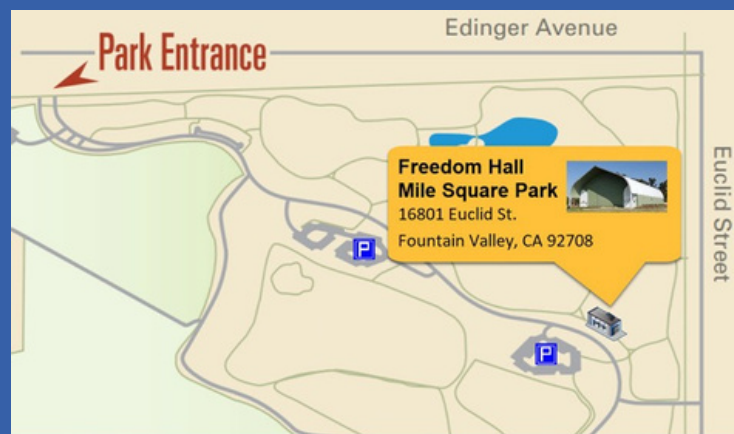 Edinger Avenue
Park Entrance
Freedom Hall
Mile Square Park
16801 Euclid St.
Fountain Valley, CA 92708
Euclid Street
P
P